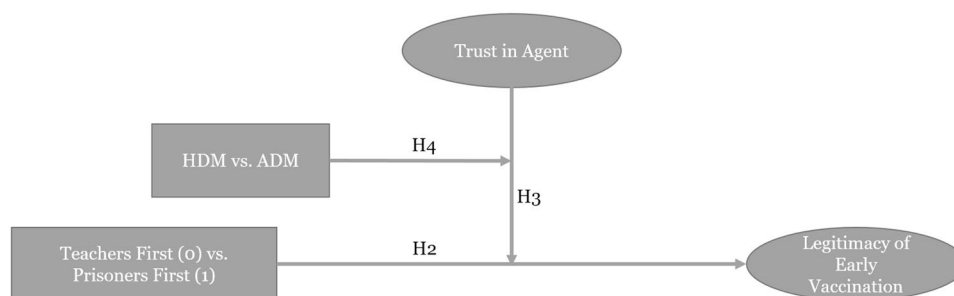 Trust in Agent
H4
HDM vs. ADM
H3
Teachers First (0) vs.
Prisoners First (1)
H2
Legitimacy of
Early
Vaccination